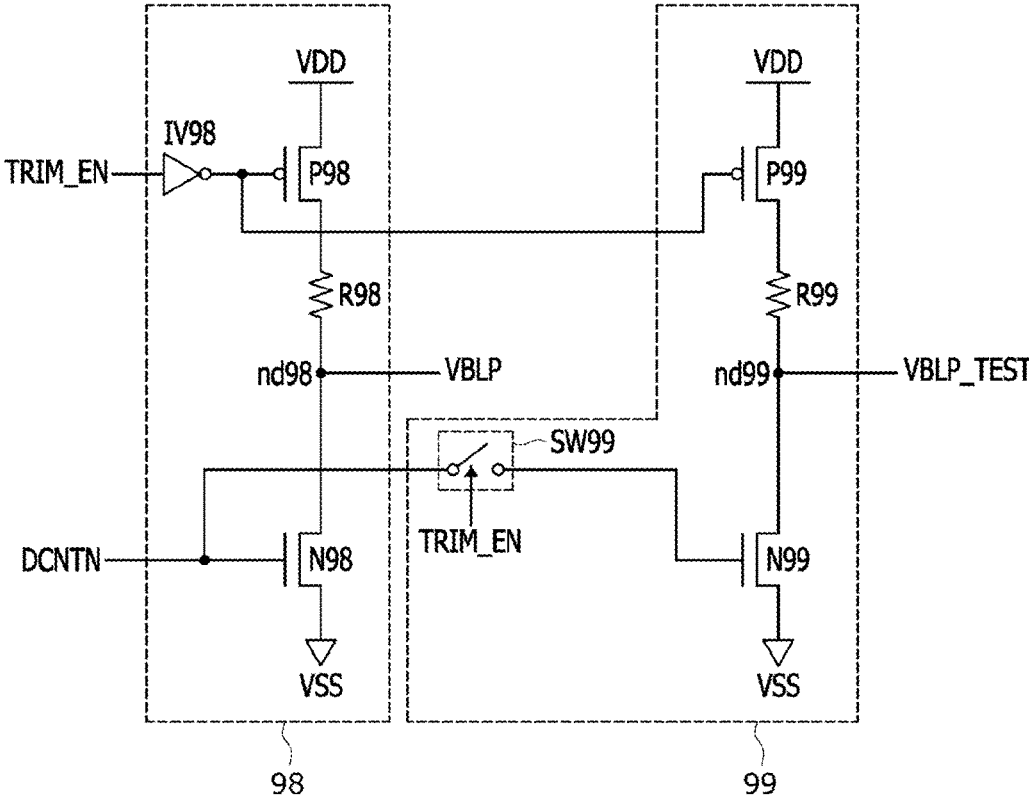 VDD
VDD
IV98
TRIM_EN
P98
P99
R98
R99
nd98
VBLP
nd99
VBLP_TEST
SW99
TRIM_EN
DCNTN
N98
N99
VSS
VSS
98
99